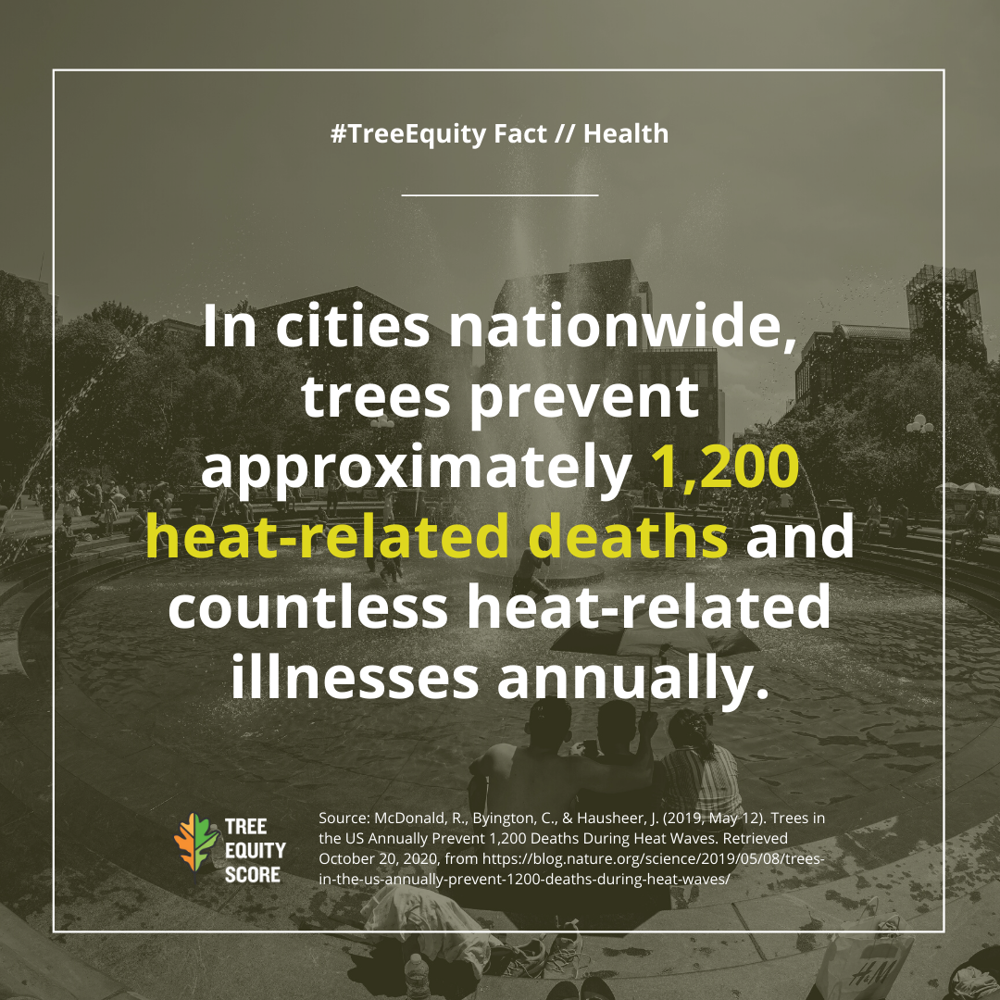 #TreeEquity Fact // Health
In cities nationwide,
trees prevent
approximately 1,200
heat-related deaths and
countless heat-related
illnesses annually.
TREE
EQUITY
SCORE
Source: McDonald, R., Byington, C., & Hausheer, J. (2019, May 12). Trees in
the US Annually Prevent 1,200 Deaths During Heat Waves. Retrieved
October 20, 2020, from https://blog.nature.org/science/2019/05/08/trees-
in-the-us-annually-prevent-1200-deaths-during-heat-waves/
H&M